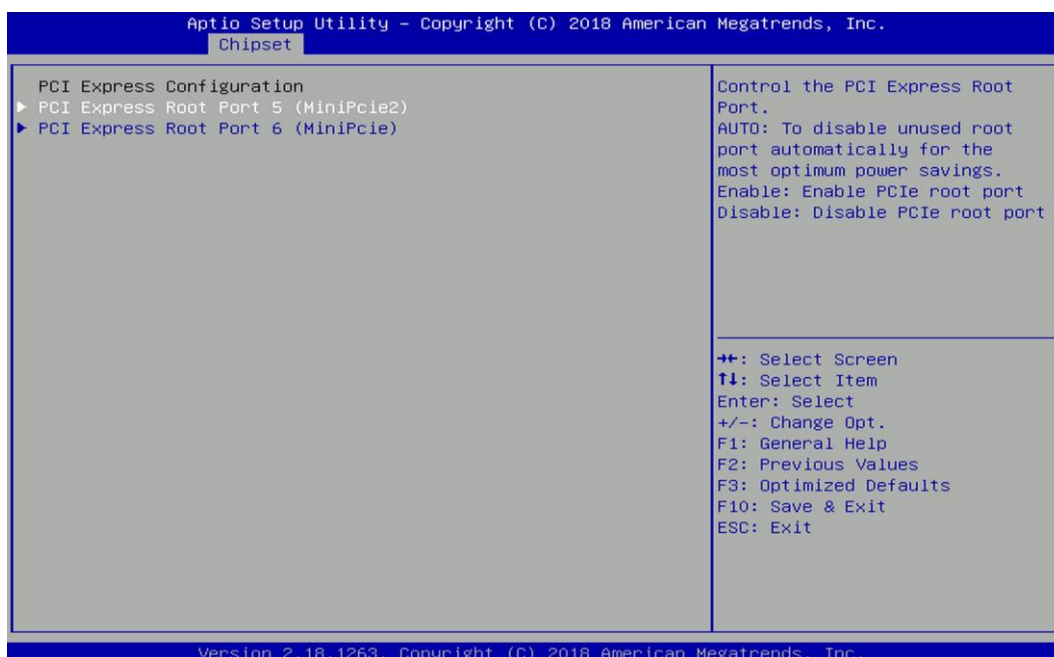 Aptio Setup Utility – Copyright (C) 2018 American Megatrends, Inc.
Chipset
PCI Express Configuration
PCI Express Root Port 5 (MiniPcie2)
PCI Express Root Port 6 (MiniPcie)
Control the PCI Express Root
Port.
AUTO: To disable unused root
port automatically for the
most optimum power savings.
Enable: Enable PCIe root port
Disable: Disable PCIe root port
→←: Select Screen
↑↓: Select Item
Enter: Select
+/-: Change Opt.
F1: General Help
F2: Previous Values
F3: Optimized Defaults
F10: Save & Exit
ESC: Exit
Version 2.18.1263. Copyright (C) 2018 American Megatrends, Inc.